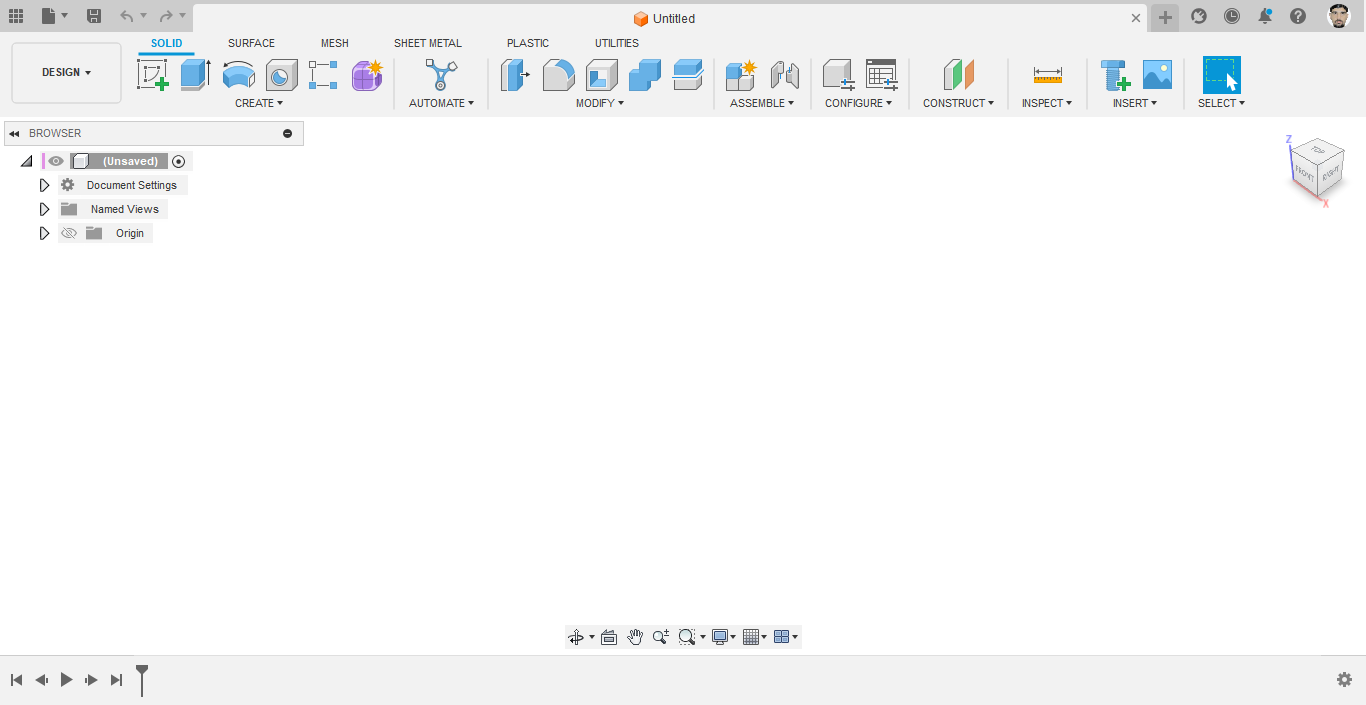 Untitled
SOLID SURFACE MESH SHEET METAL PLASTIC UTILITIES
DESIGN
CREATE AUTOMATE MODIFY ASSEMBLE CONFIGURE CONSTRUCT INSPECT INSERT SELECT
BROWSER
(Unsaved)
Document Settings
Named Views
Origin
Z
TOP
FRONT RIGHT
X